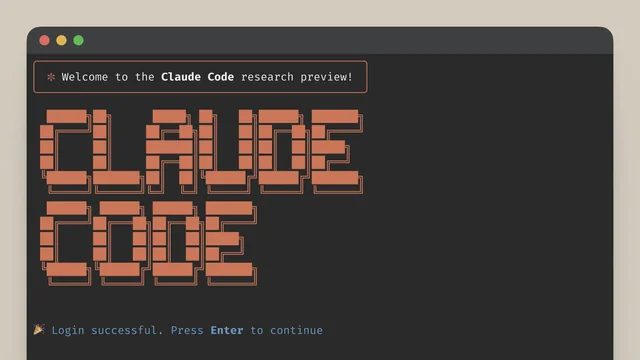 ✻ Welcome to the Claude Code research preview!
CLAUDE
CODE
🎉 Login successful. Press Enter to continue